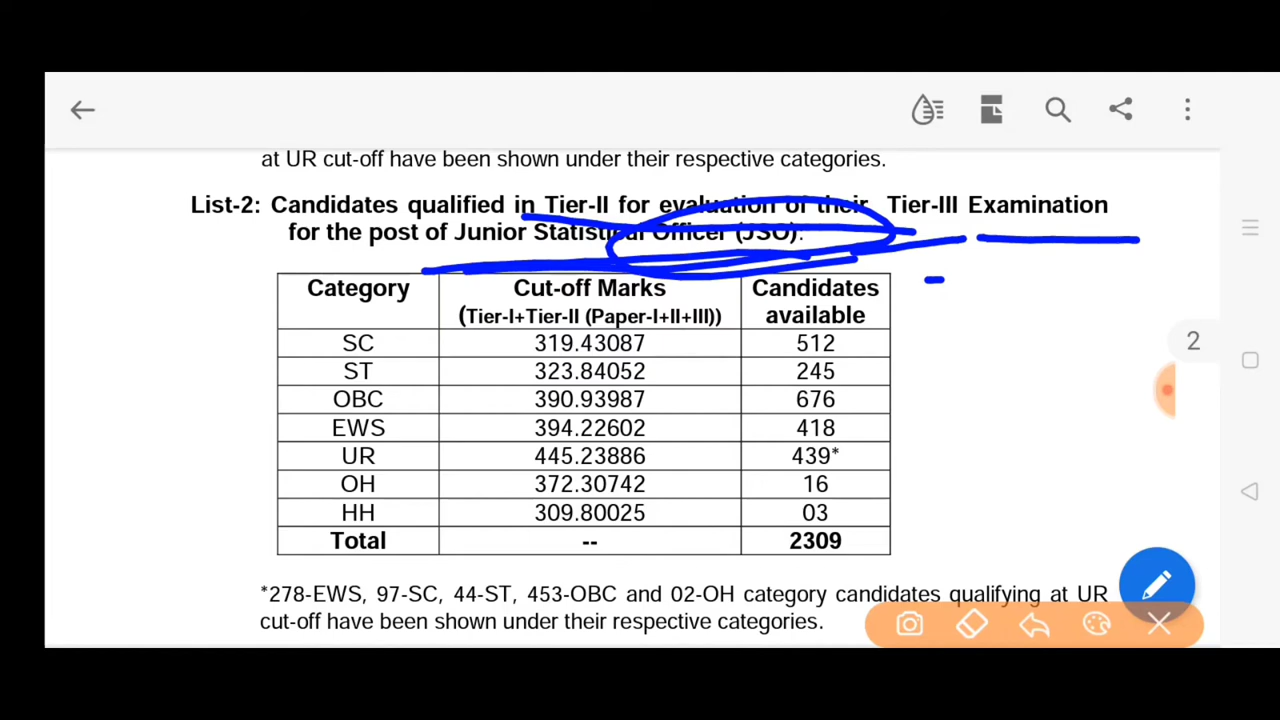 at UR cut-off have been shown under their respective categories.
List-2: Candidates qualified in Tier-II for evaluation of their Tier-III Examination
for the post of Junior Statistical Officer (JSO):
Category Cut-off Marks Candidates
(Tier-I+Tier-II (Paper-I+II+III)) available
SC 319.43087 512
ST 323.84052 245
OBC 390.93987 676
EWS 394.22602 418
UR 445.23886 439*
OH 372.30742 16
HH 309.80025 03
Total -- 2309
*278-EWS, 97-SC, 44-ST, 453-OBC and 02-OH category candidates qualifying at UR
cut-off have been shown under their respective categories.
2